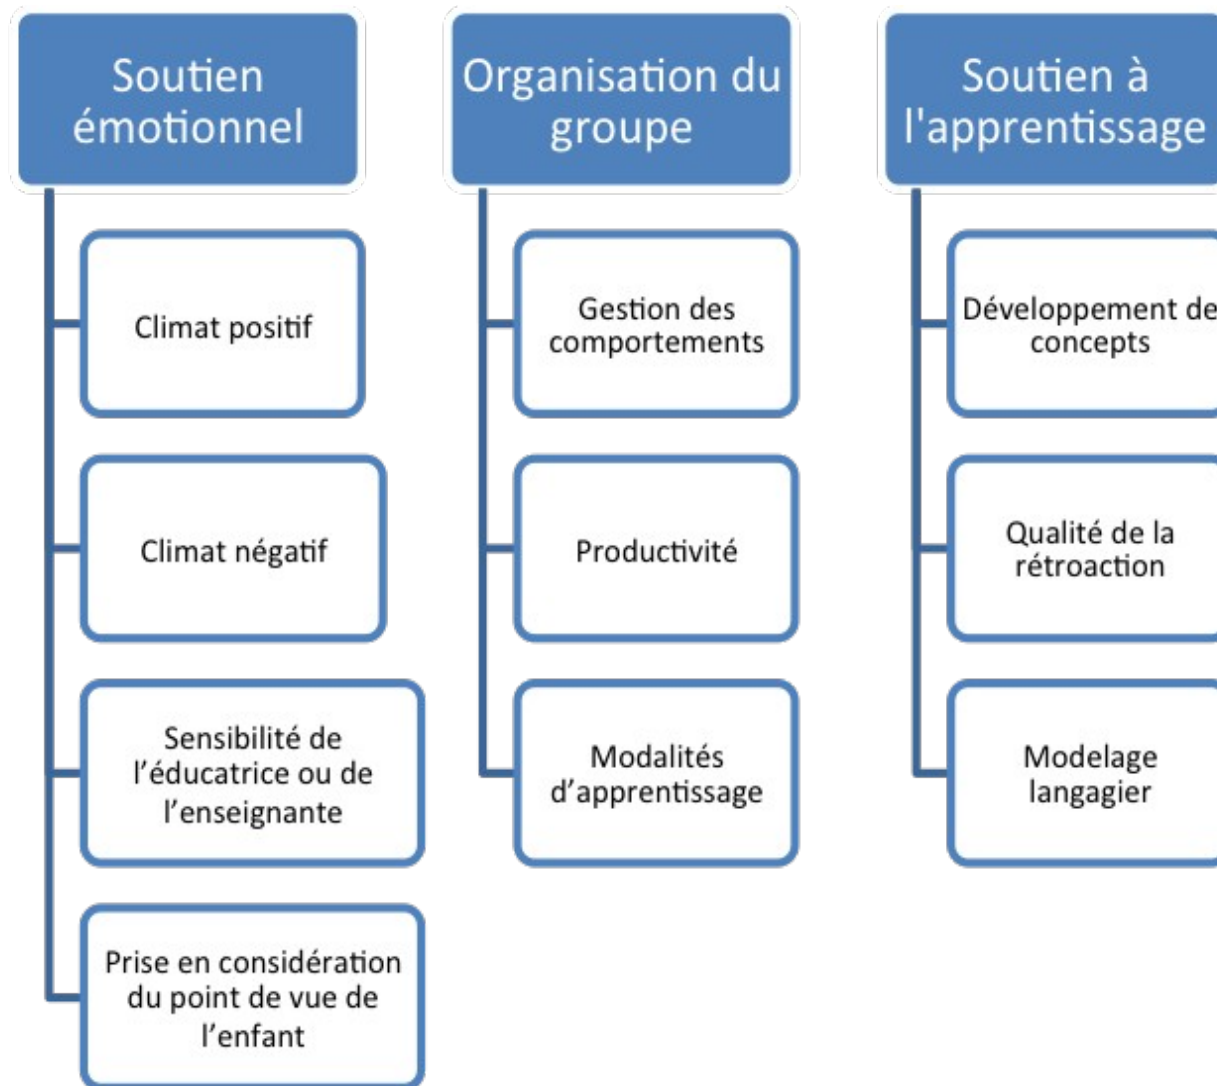 Soutien
émotionnel
Climat positif
Climat négatif
Sensibilité de
l’éducatrice ou de
l’enseignante
Prise en considération
du point de vue de
l’enfant
Organisation du
groupe
Gestion des
comportements
Productivité
Modalités
d’apprentissage
Soutien à
l'apprentissage
Développement de
concepts
Qualité de la
rétroaction
Modelage
langagier